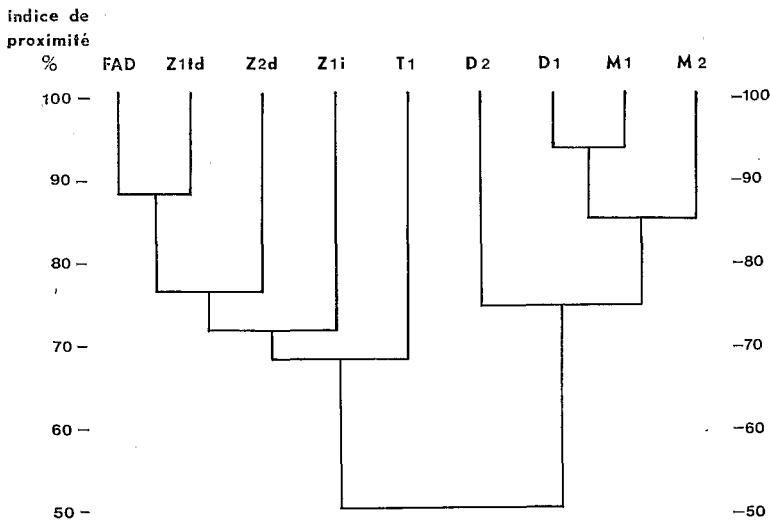 indice de
proximité
% FAD Z1td Z2d Z1i T1 D2 D1 M1 M2
100 – –100
90 – –90
80 – –80
70 – –70
60 – –60
50 – –50